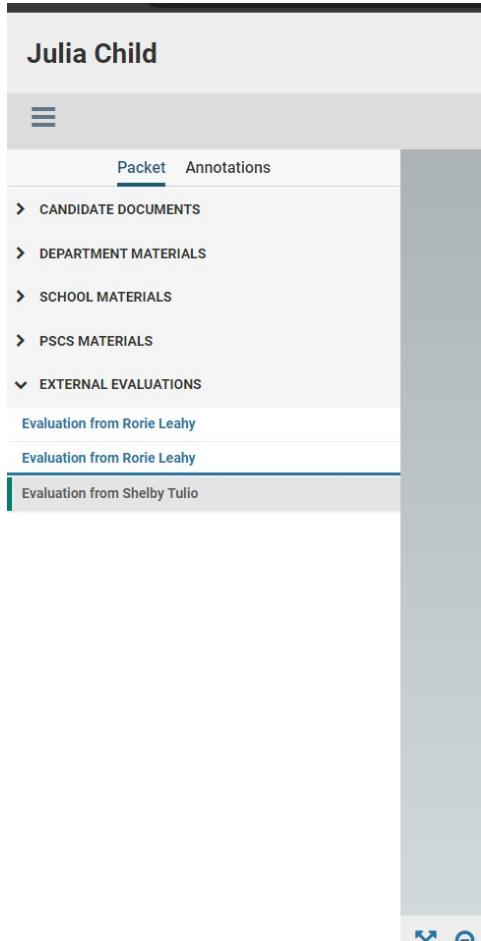 Julia Child
Packet Annotations
CANDIDATE DOCUMENTS
DEPARTMENT MATERIALS
SCHOOL MATERIALS
PSCS MATERIALS
EXTERNAL EVALUATIONS
Evaluation from Rorie Leahy
Evaluation from Rorie Leahy
Evaluation from Shelby Tulio